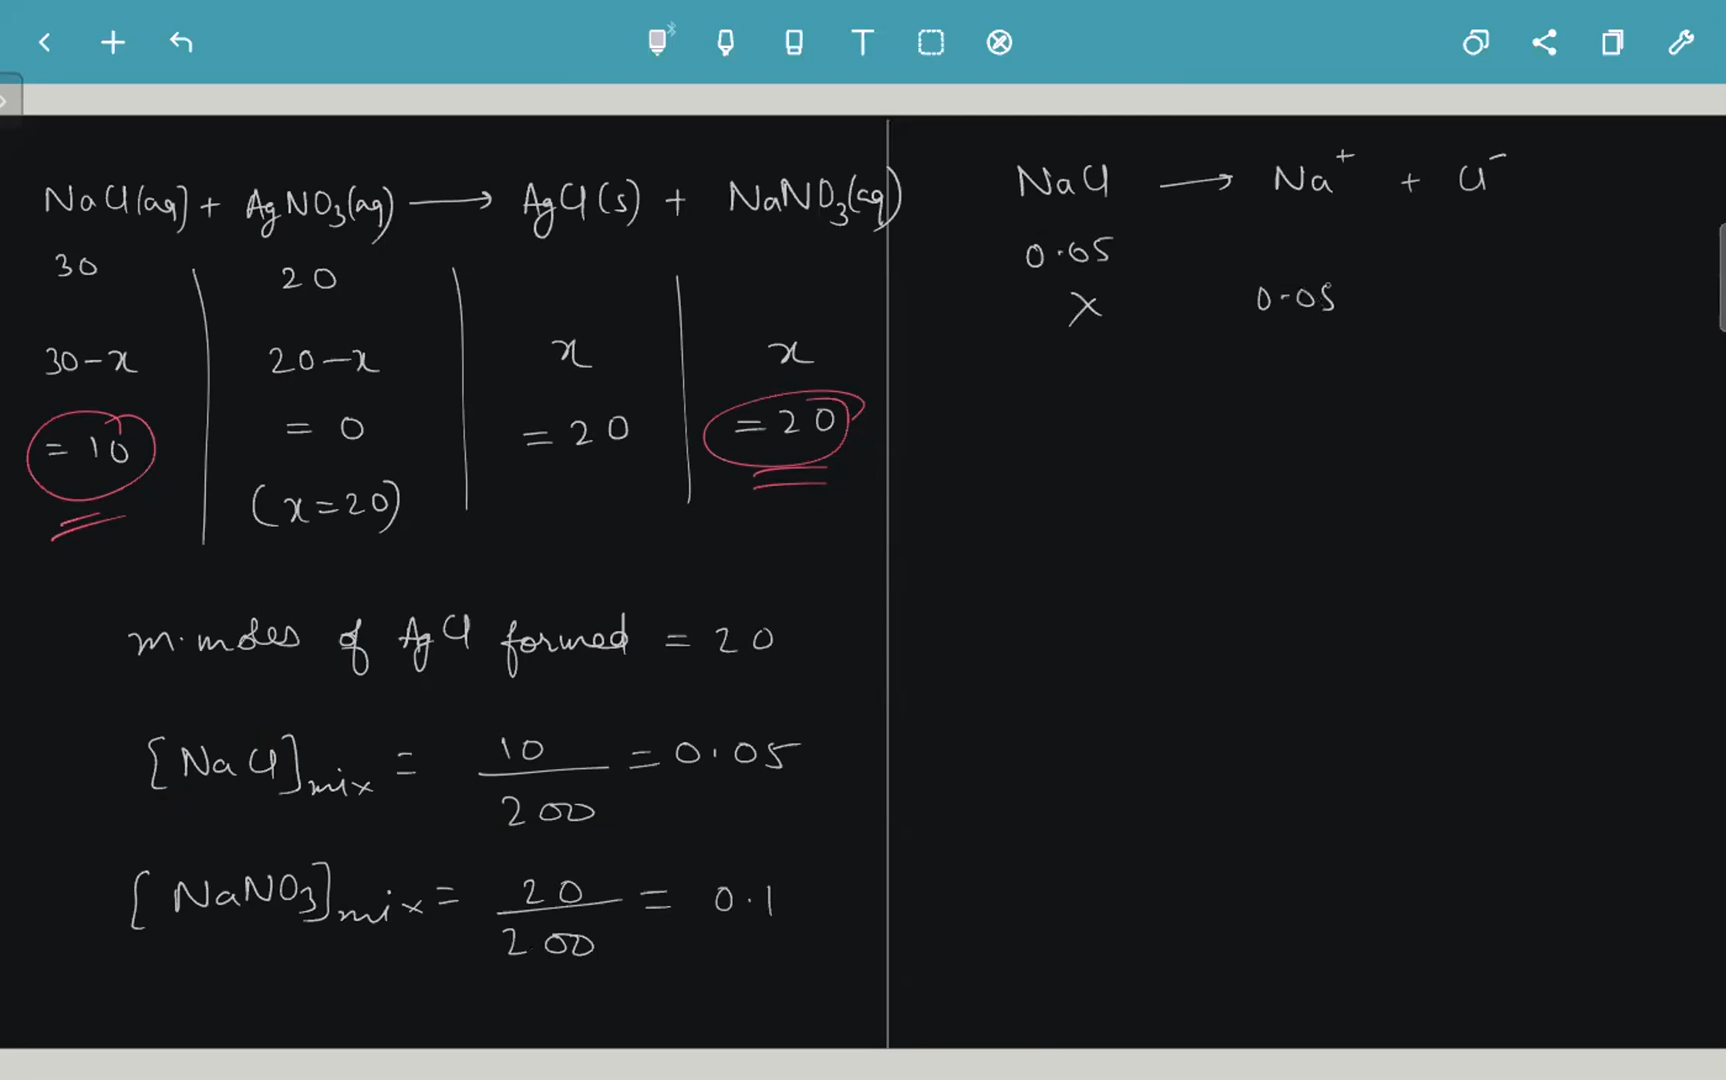 NaCl(aq) + AgNO3(aq) ⟶ AgCl(s) + NaNO3(aq)
30 20
30-x 20-x x x
=10 = 0 =20 =20
(x=20)
m.moles of AgCl formed = 20
[NaCl]mix = 10/200 = 0.05
[NaNO3]mix = 20/200 = 0.1
NaCl ⟶ Na+ + Cl-
0.05
X 0.05